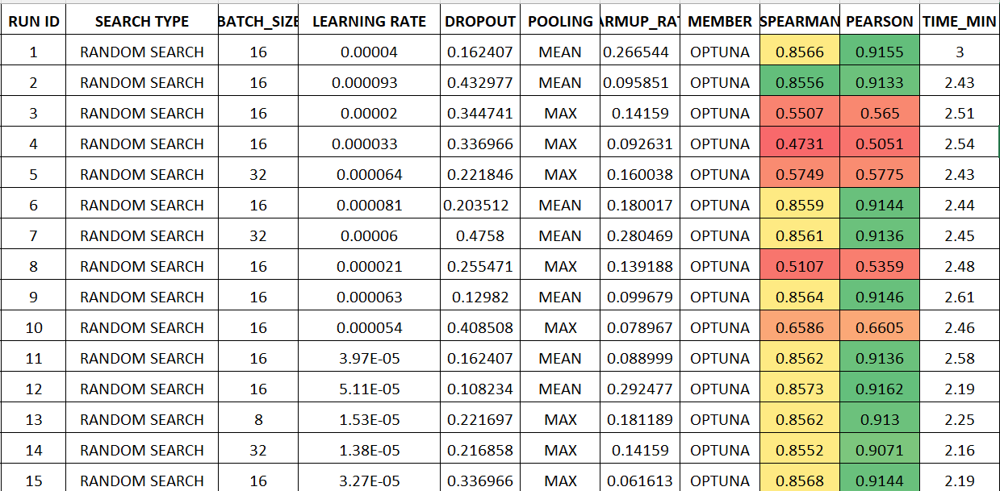 RUN ID SEARCH TYPE BATCH_SIZE LEARNING RATE DROPOUT POOLING ARMUP_RAT MEMBER SPEARMAN PEARSON TIME_MIN
1 RANDOM SEARCH 16 0.00004 0.162407 MEAN 0.266544 OPTUNA 0.8566 0.9155 3
2 RANDOM SEARCH 16 0.000093 0.432977 MEAN 0.095851 OPTUNA 0.8556 0.9133 2.43
3 RANDOM SEARCH 16 0.00002 0.344741 MAX 0.14159 OPTUNA 0.5507 0.565 2.51
4 RANDOM SEARCH 16 0.000033 0.336966 MAX 0.092631 OPTUNA 0.4731 0.5051 2.54
5 RANDOM SEARCH 32 0.000064 0.221846 MAX 0.160038 OPTUNA 0.5749 0.5775 2.43
6 RANDOM SEARCH 16 0.000081 0.203512 MEAN 0.180017 OPTUNA 0.8559 0.9144 2.44
7 RANDOM SEARCH 32 0.00006 0.4758 MEAN 0.280469 OPTUNA 0.8561 0.9136 2.45
8 RANDOM SEARCH 16 0.000021 0.255471 MAX 0.139188 OPTUNA 0.5107 0.5359 2.48
9 RANDOM SEARCH 16 0.000063 0.12982 MEAN 0.099679 OPTUNA 0.8564 0.9146 2.61
10 RANDOM SEARCH 16 0.000054 0.408508 MAX 0.078967 OPTUNA 0.6586 0.6605 2.46
11 RANDOM SEARCH 16 3.97E-05 0.162407 MEAN 0.088999 OPTUNA 0.8562 0.9136 2.58
12 RANDOM SEARCH 16 5.11E-05 0.108234 MEAN 0.292477 OPTUNA 0.8573 0.9162 2.19
13 RANDOM SEARCH 8 1.53E-05 0.221697 MAX 0.181189 OPTUNA 0.8562 0.913 2.25
14 RANDOM SEARCH 32 1.38E-05 0.216858 MAX 0.14159 OPTUNA 0.8552 0.9071 2.16
15 RANDOM SEARCH 16 3.27E-05 0.336966 MAX 0.061613 OPTUNA 0.8568 0.9144 2.19